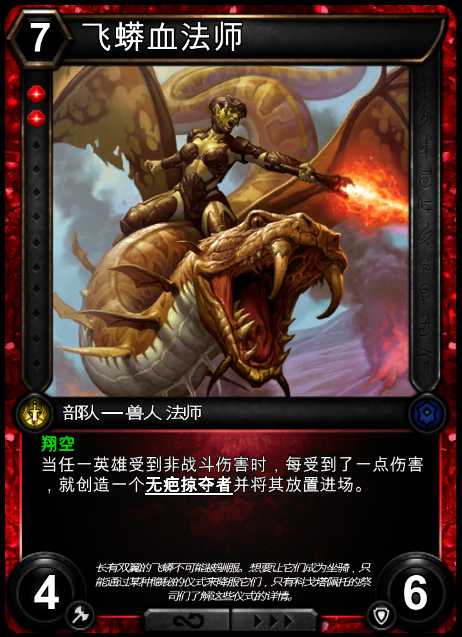 7
飞蟒血法师
部队 — 兽人 法师
翔空
当任一英雄受到非战斗伤害时，每受到了一点伤害
，就创造一个无疤掠夺者并将其放置进场。
长有双翼的飞蟒不可能被驯服。想要让它们成为坐骑，只
能通过某种隐秘的仪式来降服它们，只有科戈塔佩托的祭
司们了解这些仪式的详情。
4
6